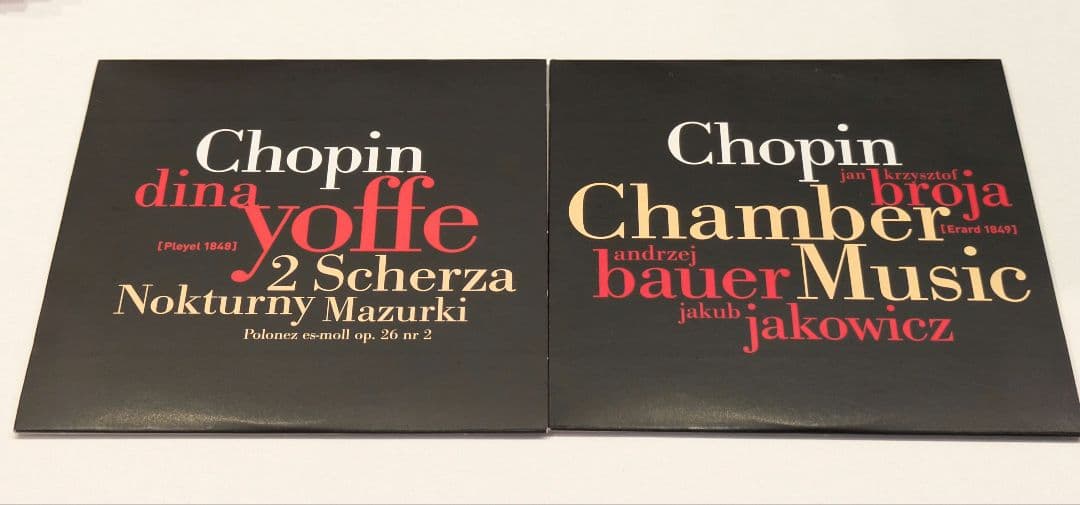 Chopin
dina
yoffe
[Pleyel 1848]
2 Scherza
Nokturny Mazurki
Polonez es-moll op. 26 nr 2
Chopin
jan krzysztof
broja
Chamber
[Erard 1849]
andrzej
bauer Music
jakub
jakowicz